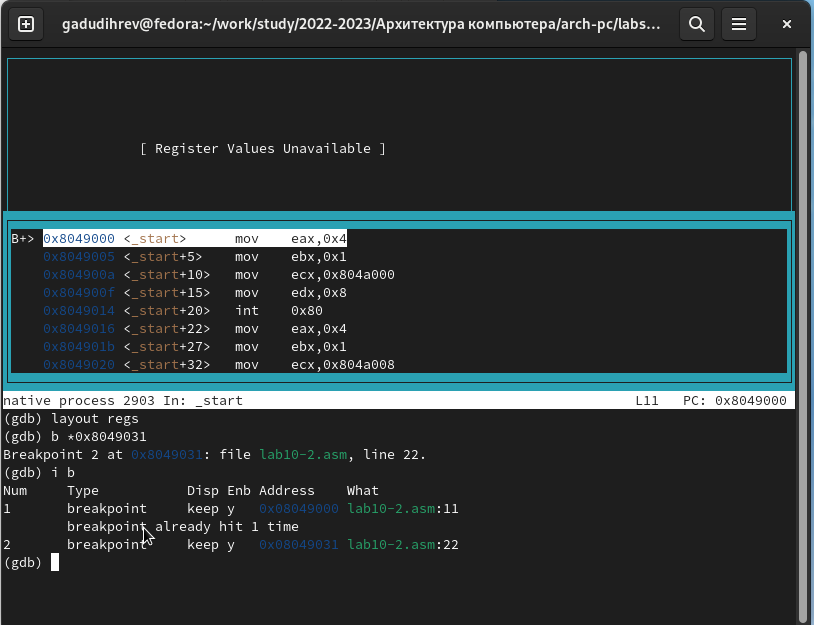 gadudihrev@fedora:~/work/study/2022-2023/Архитектура компьютера/arch-pc/labs...
[ Register Values Unavailable ]
B+> 0x8049000 <_start>      mov    eax,0x4
0x8049005 <_start+5>    mov    ebx,0x1
0x804900a <_start+10>   mov    ecx,0x804a000
0x804900f <_start+15>   mov    edx,0x8
0x8049014 <_start+20>   int    0x80
0x8049016 <_start+22>   mov    eax,0x4
0x804901b <_start+27>   mov    ebx,0x1
0x8049020 <_start+32>   mov    ecx,0x804a008
native process 2903 In: _start                                                 L11   PC: 0x8049000
(gdb) layout regs
(gdb) b *0x8049031
Breakpoint 2 at 0x8049031: file lab10-2.asm, line 22.
(gdb) i b
Num     Type           Disp Enb Address    What
1       breakpoint     keep y   0x08049000 lab10-2.asm:11
        breakpoint already hit 1 time
2       breakpoint     keep y   0x08049031 lab10-2.asm:22
(gdb)